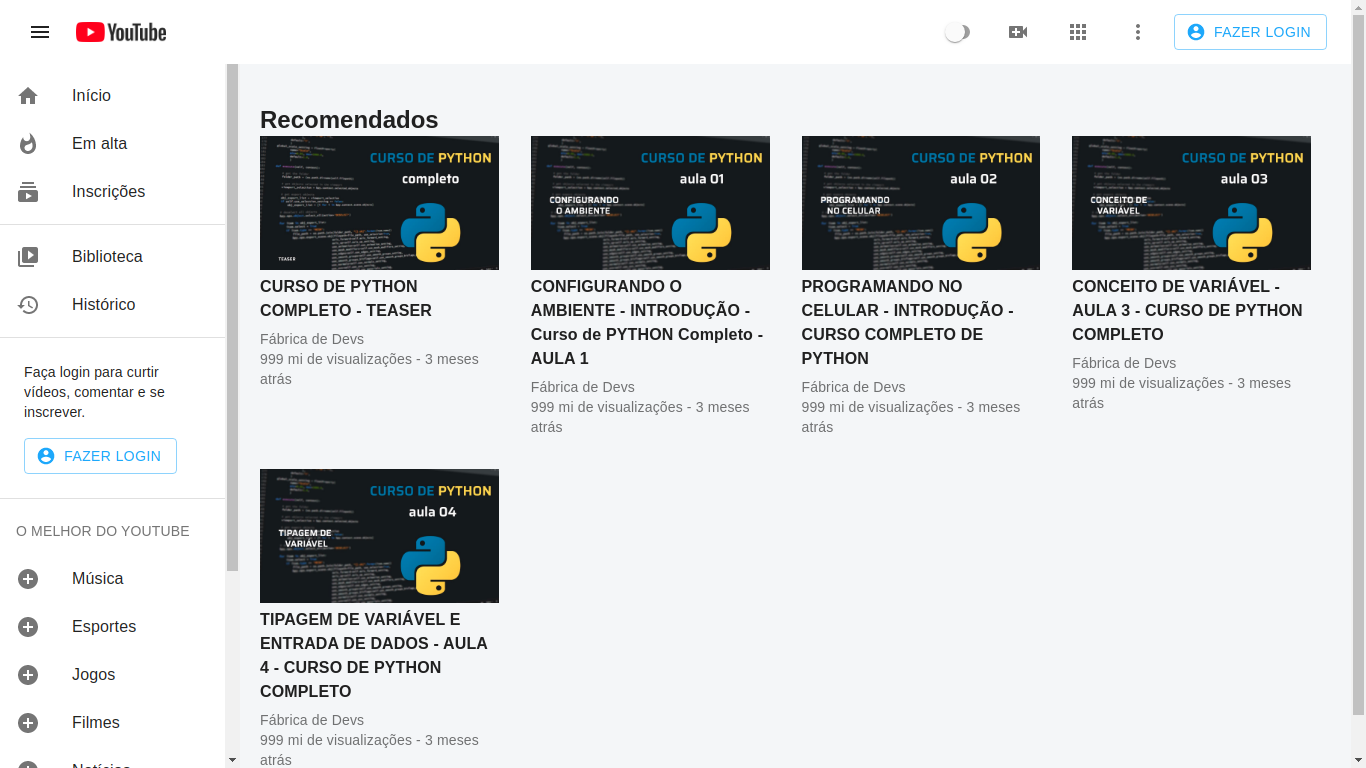 YouTube
FAZER LOGIN
Início
Em alta
Inscrições
Biblioteca
Histórico
Faça login para curtir
vídeos, comentar e se
inscrever.
FAZER LOGIN
O MELHOR DO YOUTUBE
Música
Esportes
Jogos
Filmes
Notícias
Recomendados
CURSO DE PYTHON
completo
TEASER
CURSO DE PYTHON
COMPLETO - TEASER
Fábrica de Devs
999 mi de visualizações - 3 meses
atrás
CURSO DE PYTHON
aula 01
CONFIGURANDO
O AMBIENTE
CONFIGURANDO O
AMBIENTE - INTRODUÇÃO -
Curso de PYTHON Completo -
AULA 1
Fábrica de Devs
999 mi de visualizações - 3 meses
atrás
CURSO DE PYTHON
aula 02
PROGRAMANDO
NO CELULAR
PROGRAMANDO NO
CELULAR - INTRODUÇÃO -
CURSO COMPLETO DE
PYTHON
Fábrica de Devs
999 mi de visualizações - 3 meses
atrás
CURSO DE PYTHON
aula 03
CONCEITO DE
VARIÁVEL
CONCEITO DE VARIÁVEL -
AULA 3 - CURSO DE PYTHON
COMPLETO
Fábrica de Devs
999 mi de visualizações - 3 meses
atrás
CURSO DE PYTHON
aula 04
TIPAGEM DE
VARIÁVEL
TIPAGEM DE VARIÁVEL E
ENTRADA DE DADOS - AULA
4 - CURSO DE PYTHON
COMPLETO
Fábrica de Devs
999 mi de visualizações - 3 meses
atrás